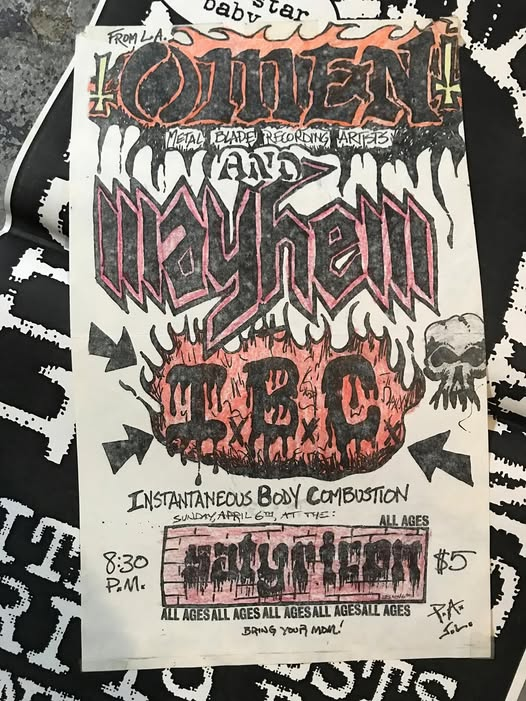 star
baby
FROM L.A.
OMEN
METAL BLADE RECORDING ARTISTS
AND
mayhem
I.B.C.
INSTANTANEOUS BODY COMBUSTION
SUNDAY, APRIL 6TH, AT THE:
ALL AGES
8:30
P.M.
satyricon
$5
ALL AGES ALL AGES ALL AGES ALL AGES ALL AGES
BRING YOUR MOM!